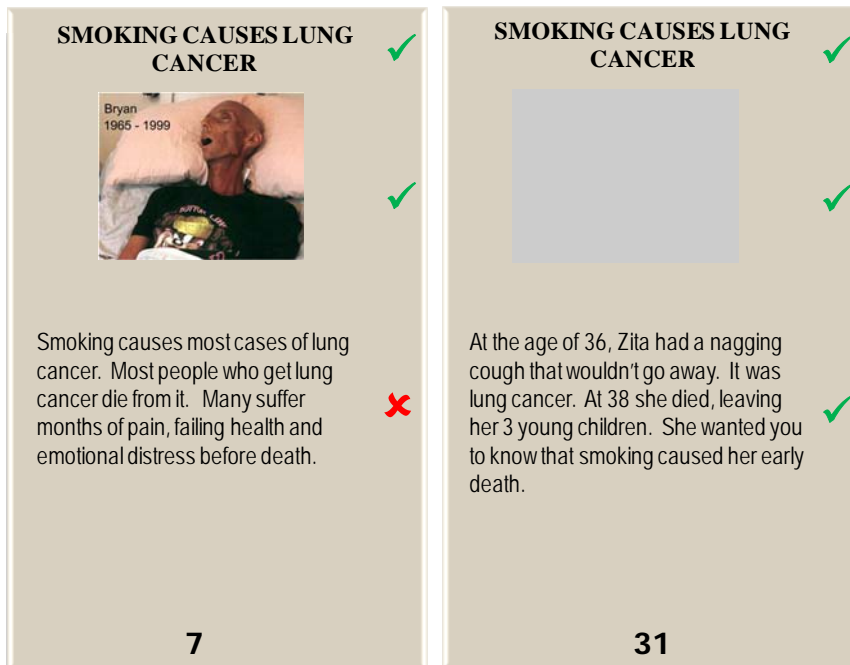 SMOKING CAUSES LUNG
CANCER
Bryan
1965 - 1999
Smoking causes most cases of lung
cancer. Most people who get lung
cancer die from it. Many suffer
months of pain, failing health and
emotional distress before death.
7
SMOKING CAUSES LUNG
CANCER
At the age of 36, Zita had a nagging
cough that wouldn't go away. It was
lung cancer. At 38 she died, leaving
her 3 young children. She wanted you
to know that smoking caused her early
death.
31